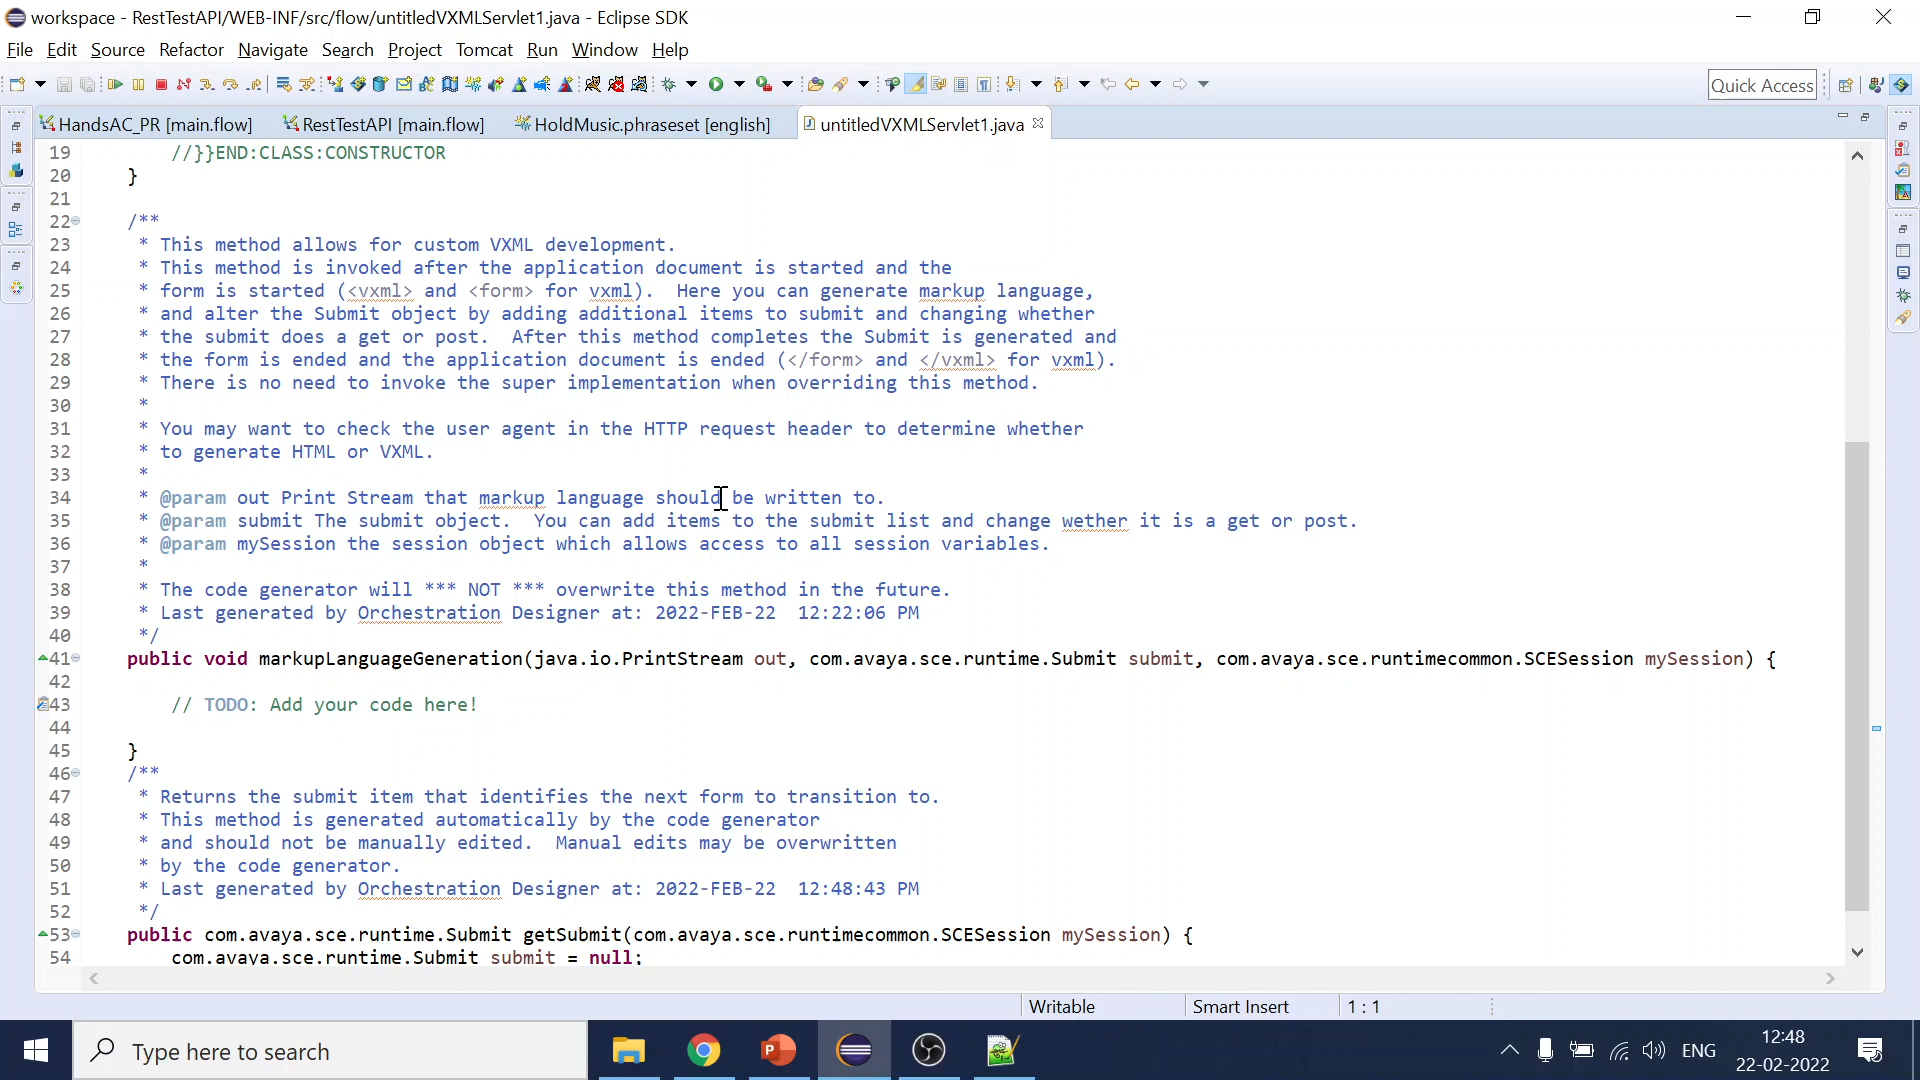 workspace - RestTestAPI/WEB-INF/src/flow/untitledVXMLServlet1.java - Eclipse SDK
File Edit Source Refactor Navigate Search Project Tomcat Run Window Help
Quick Access
HandsAC_PR [main.flow] RestTestAPI [main.flow] HoldMusic.phraseset [english] untitledVXMLServlet1.java
19 //}}END:CLASS:CONSTRUCTOR
20 }
21
22 /**
23 * This method allows for custom VXML development.
24 * This method is invoked after the application document is started and the
25 * form is started (<vxml> and <form> for vxml). Here you can generate markup language,
26 * and alter the Submit object by adding additional items to submit and changing whether
27 * the submit does a get or post. After this method completes the Submit is generated and
28 * the form is ended and the application document is ended (</form> and </vxml> for vxml).
29 * There is no need to invoke the super implementation when overriding this method.
30 *
31 * You may want to check the user agent in the HTTP request header to determine whether
32 * to generate HTML or VXML.
33 *
34 * @param out Print Stream that markup language should be written to.
35 * @param submit The submit object. You can add items to the submit list and change wether it is a get or post.
36 * @param mySession the session object which allows access to all session variables.
37 *
38 * The code generator will *** NOT *** overwrite this method in the future.
39 * Last generated by Orchestration Designer at: 2022-FEB-22 12:22:06 PM
40 */
41 public void markupLanguageGeneration(java.io.PrintStream out, com.avaya.sce.runtime.Submit submit, com.avaya.sce.runtimecommon.SCESession mySession) {
42
43 // TODO: Add your code here!
44
45 }
46 /**
47 * Returns the submit item that identifies the next form to transition to.
48 * This method is generated automatically by the code generator
49 * and should not be manually edited. Manual edits may be overwritten
50 * by the code generator.
51 * Last generated by Orchestration Designer at: 2022-FEB-22 12:48:43 PM
52 */
53 public com.avaya.sce.runtime.Submit getSubmit(com.avaya.sce.runtimecommon.SCESession mySession) {
54 com.avaya.sce.runtime.Submit submit = null;
Writable Smart Insert 1 : 1
Type here to search
ENG
12:48
22-02-2022